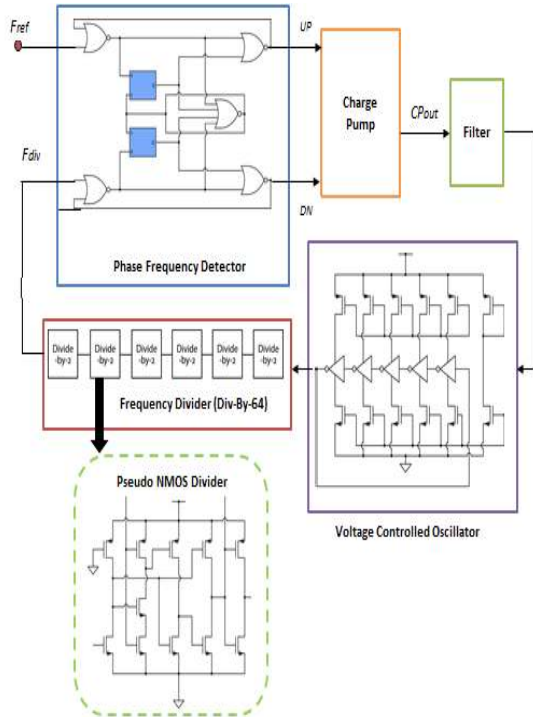 Fref
UP
Charge
Pump
CPout
Filter
Fdiv
DN
Phase Frequency Detector
Divide
-by-2
Divide
-by-2
Divide
-by-2
Divide
-by-2
Divide
-by-2
Divide
-by-2
Frequency Divider (Div-By-64)
Voltage Controlled Oscillator
Pseudo NMOS Divider